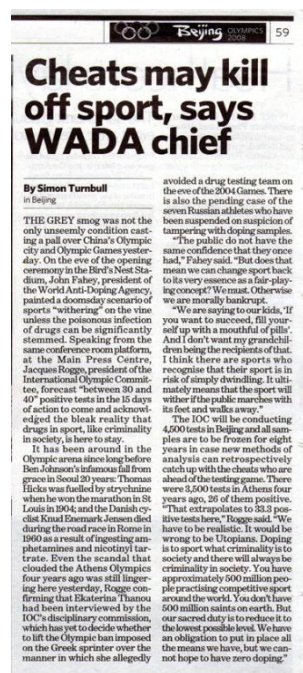 Beijing OLYMPICS 2008 59
Cheats may kill
off sport, says
WADA chief
By Simon Turnbull
in Beijing
THE GREY smog was not the
only unseemly condition cast-
ing a pall over China's Olympic
city and Olympic Games yester-
day. On the eve of the opening
ceremony in the Bird's Nest Sta-
dium, John Fahey, president of
the World Anti-Doping Agency,
painted a doomsday scenario of
sports "withering" on the vine
unless the poisonous infection
of drugs can be significantly
stemmed. Speaking from the
same conference room platform,
at the Main Press Centre,
Jacques Rogge, president of the
International Olympic Commit-
tee, forecast "between 30 and
40" positive tests in the 15 days
of action to come and acknowl-
edged the bleak reality that
drugs in sport, like criminality
in society, is here to stay.
It has been around in the
Olympic arena since long before
Ben Johnson's infamous fall from
grace in Seoul 20 years: Thomas
Hicks was fuelled by strychnine
when he won the marathon in St
Louis in 1904; and the Danish cy-
clist Knud Enemark Jensen died
during the road race in Rome in
1960 as a result of ingesting am-
phetamines and nicotinyl tar-
trate. Even the scandal that
clouded the Athens Olympics
four years ago was still linger-
ing here yesterday, Rogge con-
firming that Ekaterina Thanou
had been interviewed by the
IOC's disciplinary commission,
which has yet to decide whether
to lift the Olympic ban imposed
on the Greek sprinter over the
manner in which she allegedly
avoided a drug testing team on
the eve of the 2004 Games. There
is also the pending case of the
seven Russian athletes who have
been suspended on suspicion of
tampering with doping samples.
"The public do not have the
same confidence that they once
had," Fahey said. "But does that
mean we can change sport back
to its very essence as a fair-play-
ing concept? We must. Otherwise
we are morally bankrupt.
"We are saying to our kids, 'If
you want to succeed, fill your-
self up with a mouthful of pills'.
And I don't want my grandchil-
dren being the recipients of that.
I think there are sports who
recognise that their sport is in
risk of simply dwindling. It ulti-
mately means that the sport will
wither if the public marches with
its feet and walks away."
The IOC will be conducting
4,500 tests in Beijing and all sam-
ples are to be frozen for eight
years in case new methods of
analysis can retrospectively
catch up with the cheats who are
ahead of the testing game. There
were 3,500 tests in Athens four
years ago, 26 of them positive.
"That extrapolates to 33.3 pos-
itive tests here," Rogge said. "We
have to be realistic. It would be
wrong to be Utopians. Doping
is to sport what criminality is to
society and there will always be
criminality in society. You have
approximately 500 million peo-
ple practising competitive sport
around the world. You don't have
500 million saints on earth. But
our sacred duty is to reduce it to
the lowest possible level. We have
an obligation to put in place all
the means we have, but we can-
not hope to have zero doping."